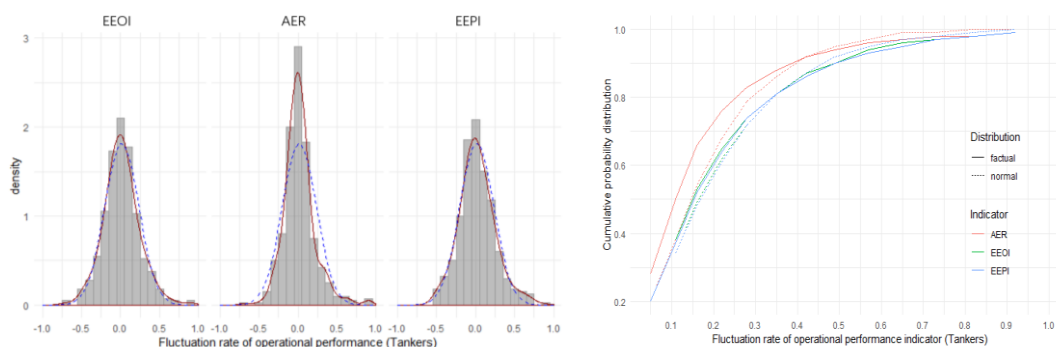 EEOI
AER
EEPI
density
3
2
1
0
-1.0 -0.5 0.0 0.5 1.0
-1.0 -0.5 0.0 0.5 1.0
-1.0 -0.5 0.0 0.5 1.0
Fluctuation rate of operational performance (Tankers)
Cumulative probability distribution
1.0
0.8
0.6
0.4
0.2
Distribution
factual
normal
Indicator
AER
EEOI
EEPI
0.1 0.2 0.3 0.4 0.5 0.6 0.7 0.8 0.9 1.0
Fluctuation rate of operational performance indicator (Tankers)